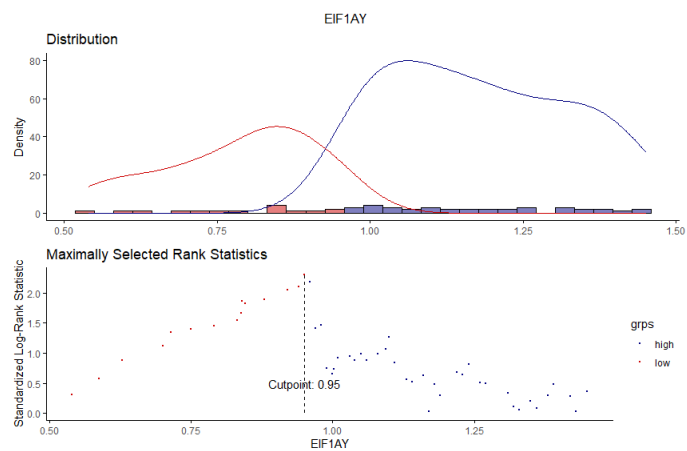 EIF1AY
Distribution
Density
80
60
40
20
0
0.50 0.75 1.00 1.25 1.50
Maximally Selected Rank Statistics
Standardized Log-Rank Statistic
2.0
1.5
1.0
0.5
0.0
Cutpoint: 0.95
0.50 0.75 1.00 1.25
EIF1AY
grps
high
low